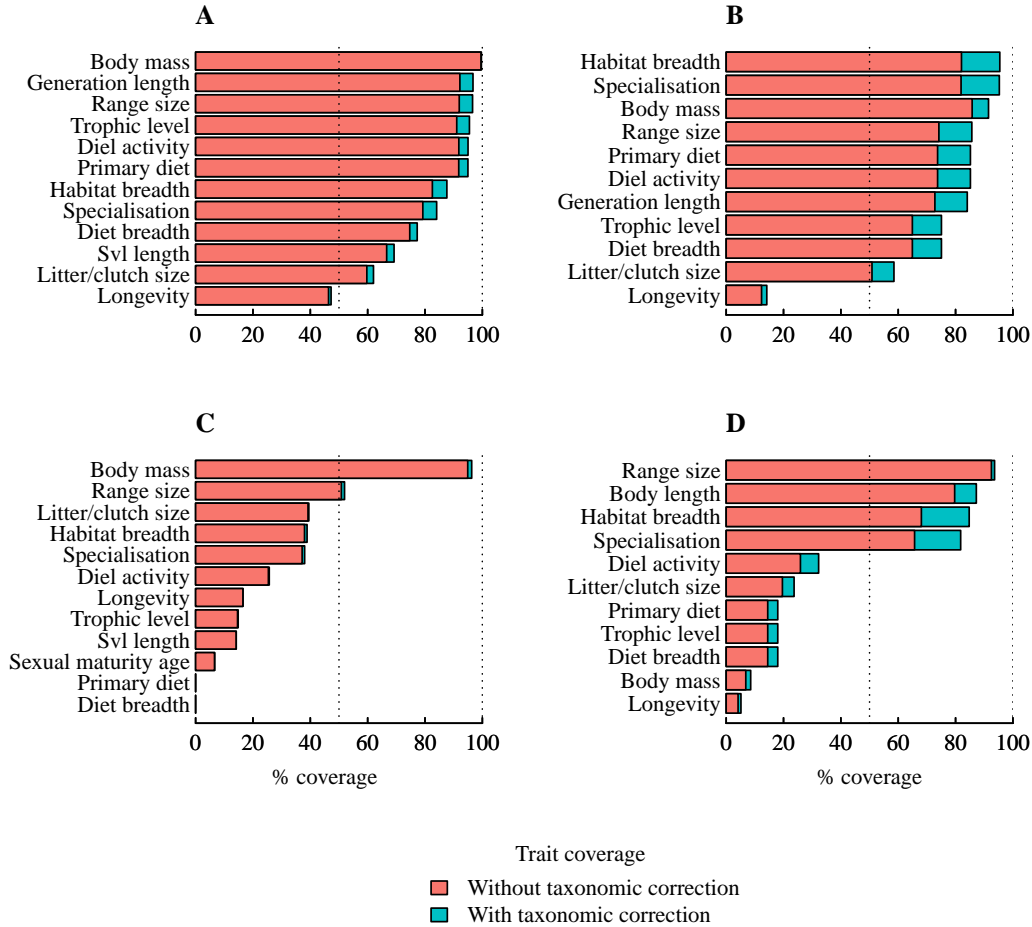 A
Body mass
Generation length
Range size
Trophic level
Diel activity
Primary diet
Habitat breadth
Specialisation
Diet breadth
Svl length
Litter/clutch size
Longevity
0 20 40 60 80 100
B
Habitat breadth
Specialisation
Body mass
Range size
Primary diet
Diel activity
Generation length
Trophic level
Diet breadth
Litter/clutch size
Longevity
0 20 40 60 80 100
C
Body mass
Range size
Litter/clutch size
Habitat breadth
Specialisation
Diel activity
Longevity
Trophic level
Svl length
Sexual maturity age
Primary diet
Diet breadth
0 20 40 60 80 100
% coverage
D
Range size
Body length
Habitat breadth
Specialisation
Diel activity
Litter/clutch size
Primary diet
Trophic level
Diet breadth
Body mass
Longevity
0 20 40 60 80 100
% coverage
Trait coverage
Without taxonomic correction
With taxonomic correction